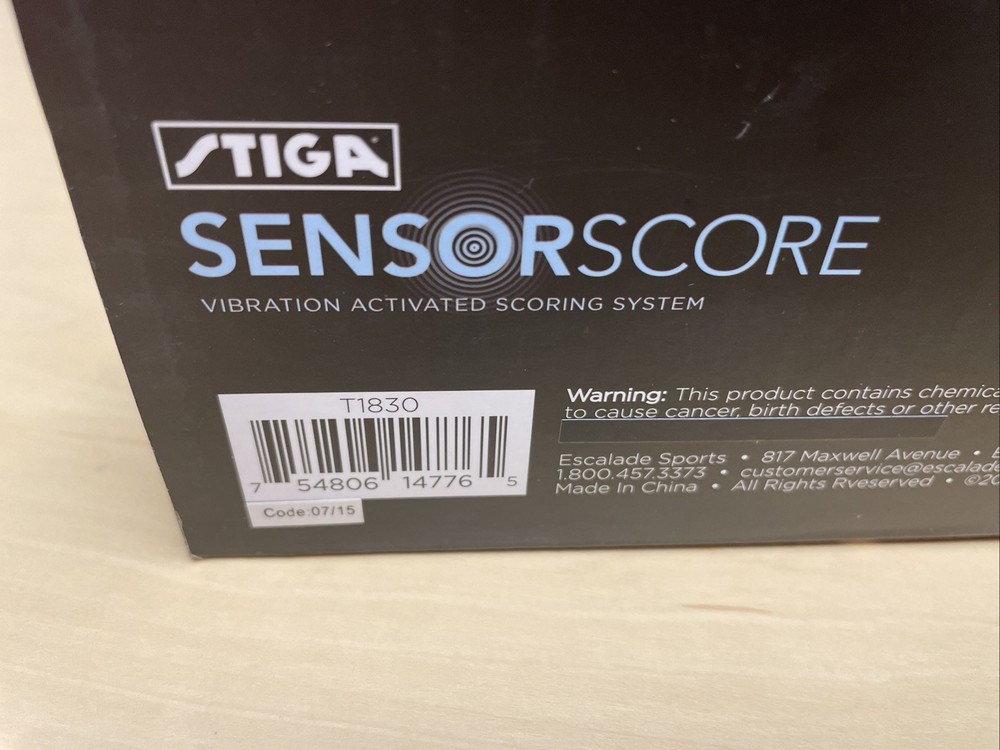 STIGA
SENSORSCORE
VIBRATION ACTIVATED SCORING SYSTEM
T1830
7 54806 14776 5
Code:07/15
Warning: This product contains
to cause cancer, birth defects or other
Escalade Sports • 817 Maxwell Avenue •
1.800.457.3373 • customerservice@escalade
Made In China • All Rights Rveserved • ©20